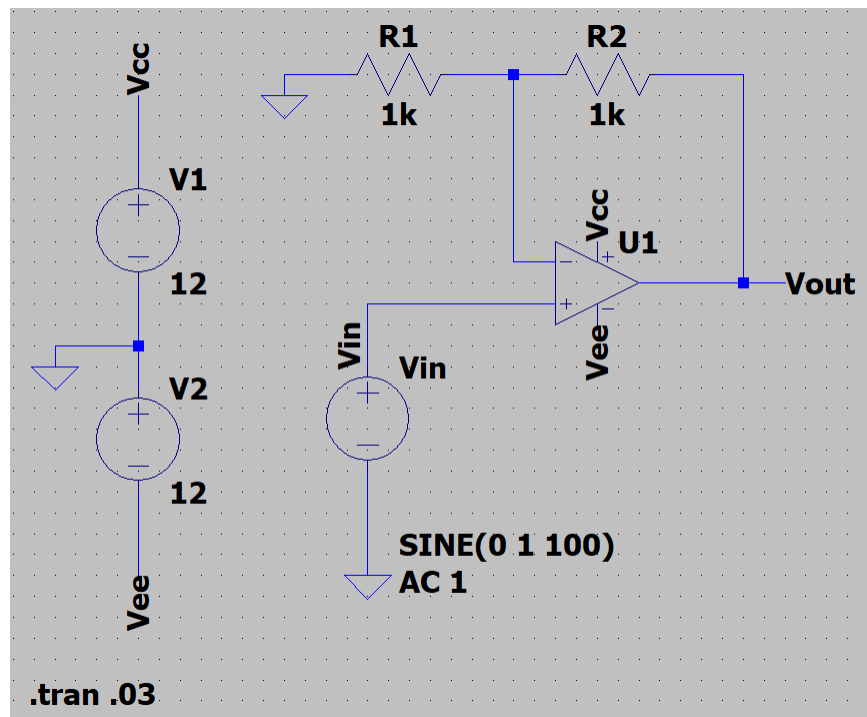 Vcc
V1
12
V2
12
Vee
R1
1k
R2
1k
Vcc
U1
Vee
Vout
Vin
Vin
SINE(0 1 100)
AC 1
.tran .03